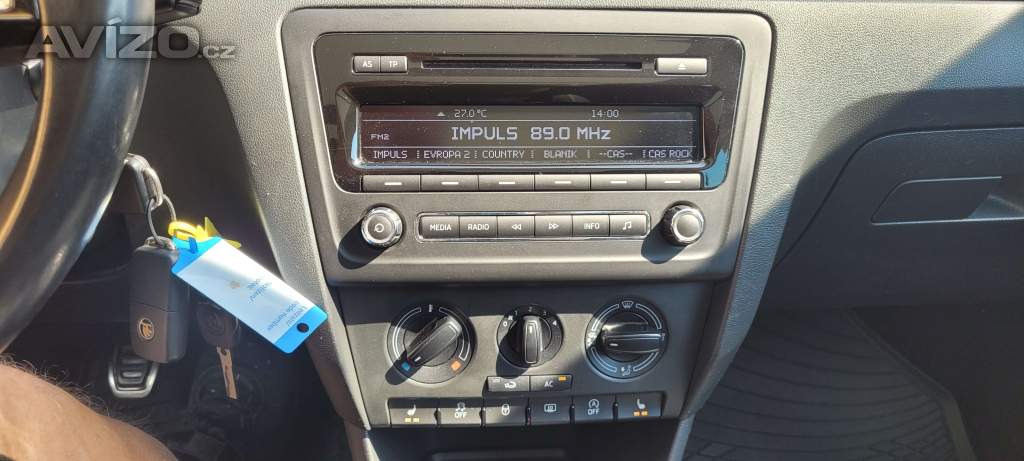 AVÍZO.cz
AS TP
27.0 °C 14:00
FM2 IMPULS 89.0 MHz
IMPULS EVROPA 2 COUNTRY BLANIK --CAS-- CAS ROCK
MEDIA RADIO INFO
AC
OFF OFF